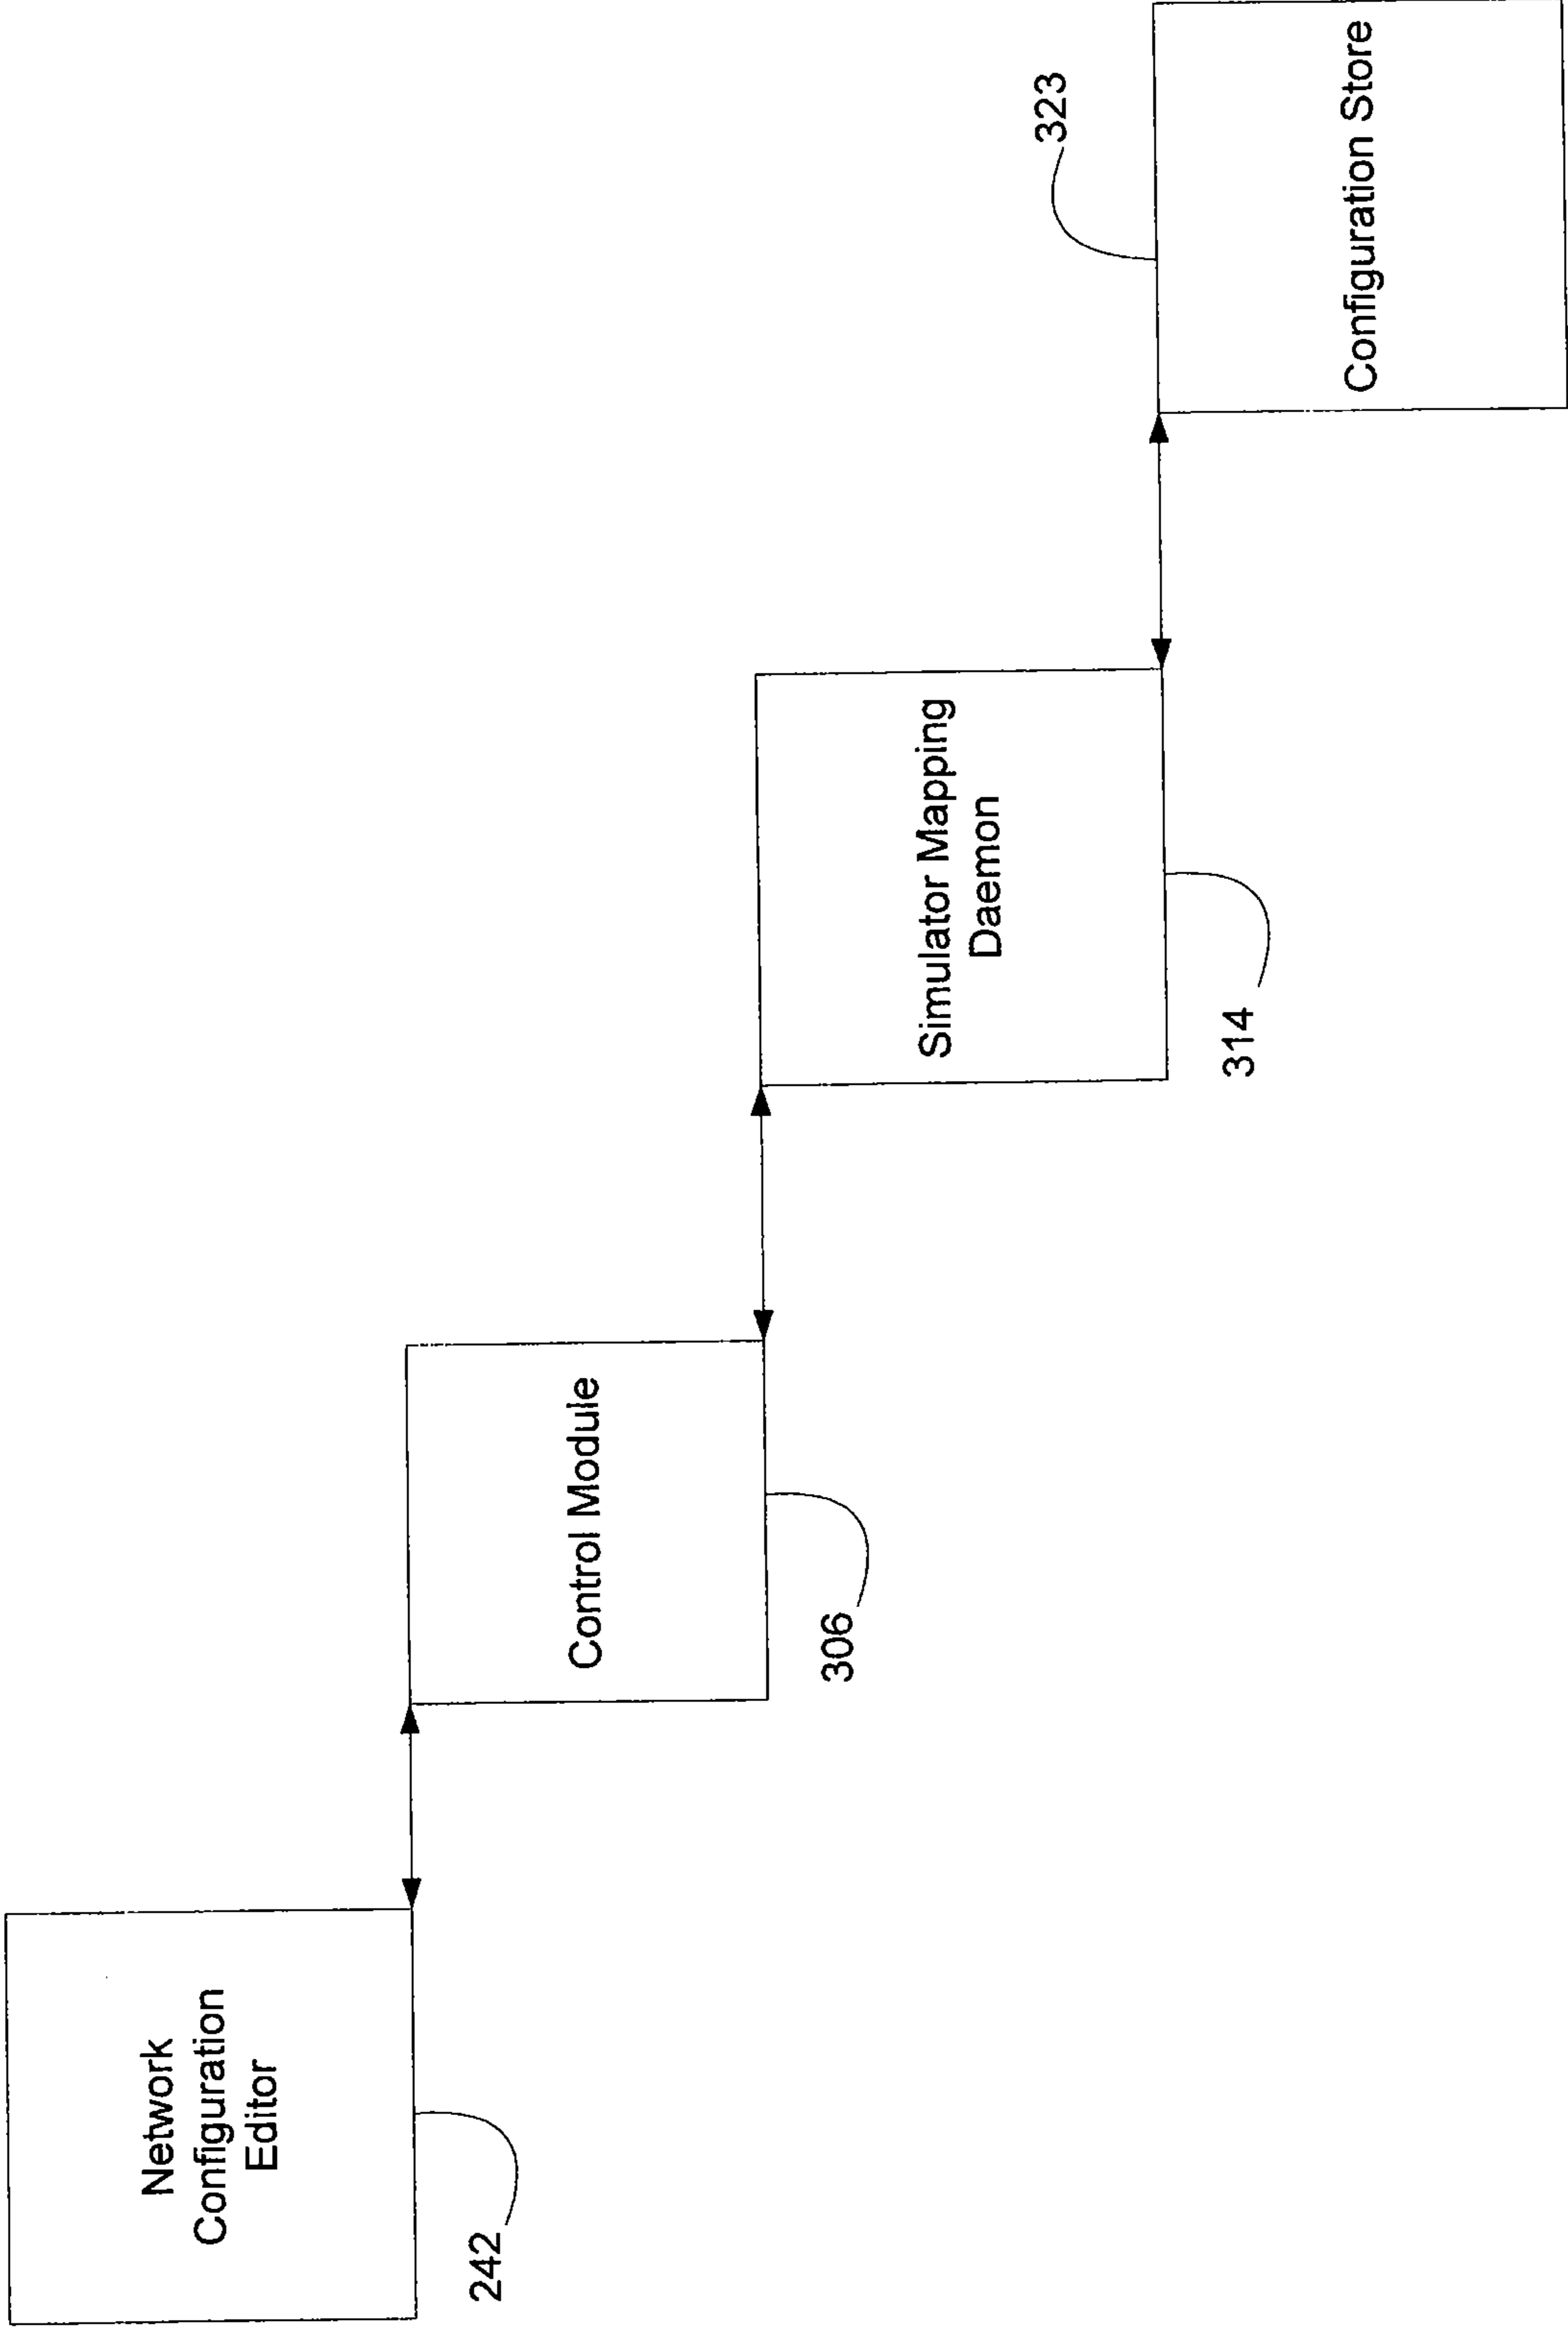 Network
Configuration
Editor
242
Control Module
306
Simulator Mapping
Daemon
314
323
Configuration Store